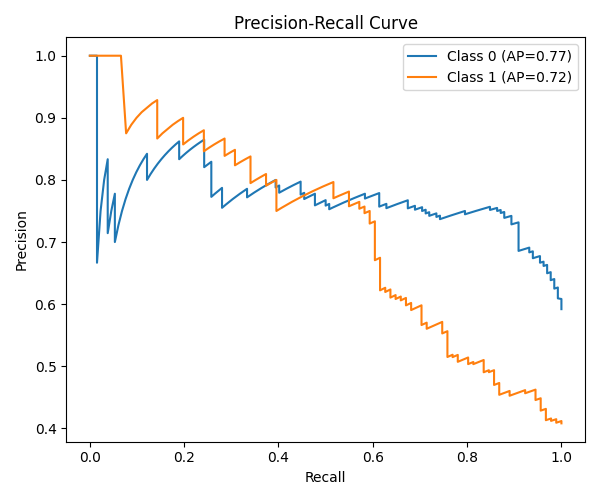 Precision-Recall Curve
Class 0 (AP=0.77)
Class 1 (AP=0.72)
Precision
1.0
0.9
0.8
0.7
0.6
0.5
0.4
0.0 0.2 0.4 0.6 0.8 1.0
Recall